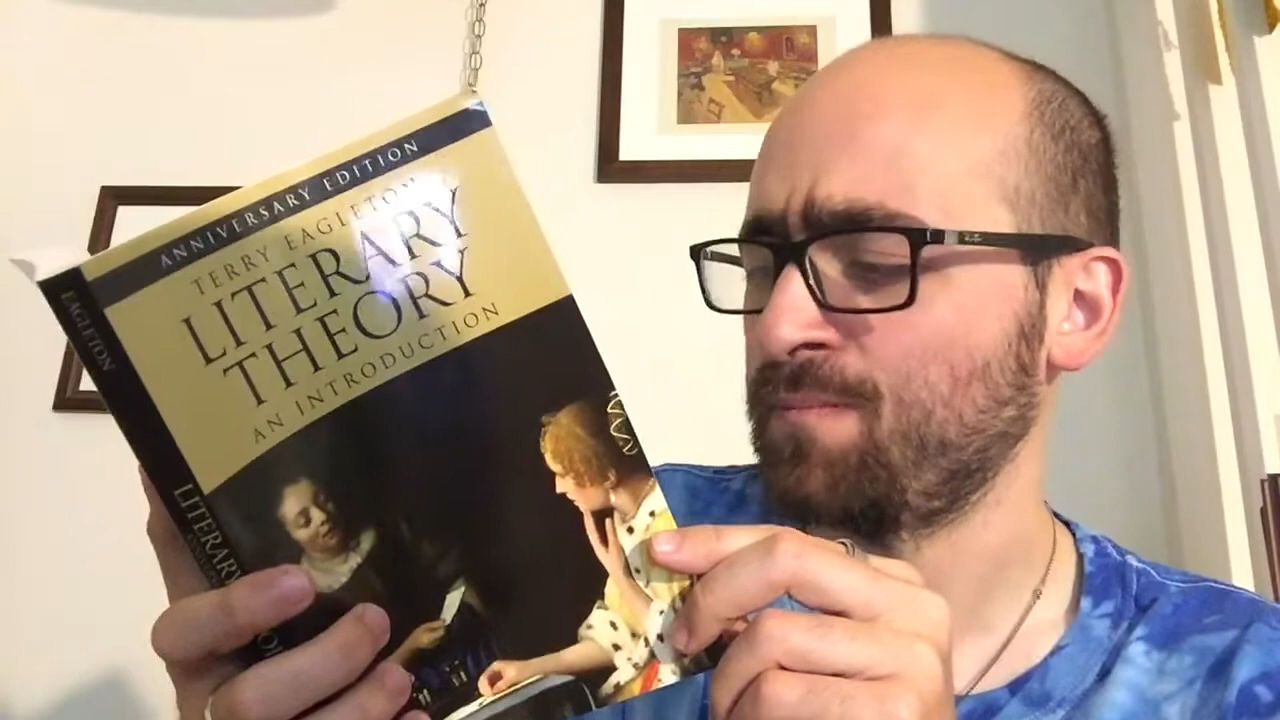 ANNIVERSARY EDITION
TERRY EAGLETON
LITERARY
THEORY
AN INTRODUCTION
EAGLETON
LITERARY